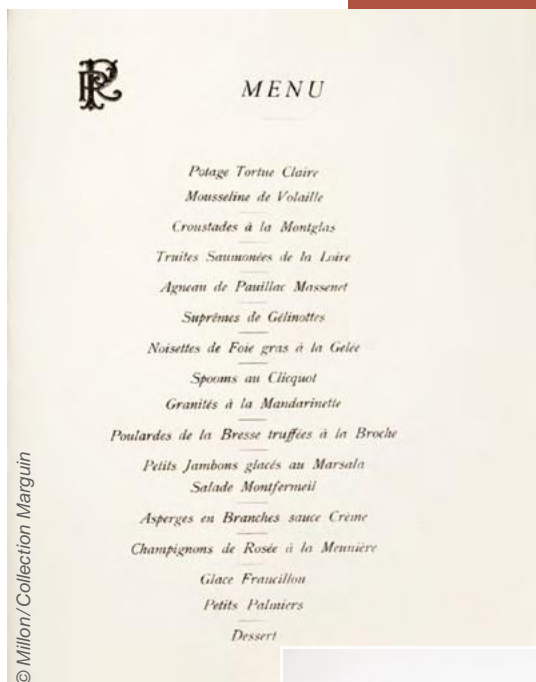 RF
MENU
Potage Tortue Claire
Mousseline de Volaille
Croustades à la Montglas
Truites Saumonées de la Loire
Agneau de Pauillac Massenet
Suprêmes de Gélinottes
Noisettes de Foie gras à la Gelée
Spooms au Clicquot
Granités à la Mandarinette
Poulardes de la Bresse truffées à la Broche
Petits Jambons glacés au Marsala
Salade Montfermeil
Asperges en Branches sauce Crème
Champignons de Rosée à la Meunière
Glace Francillon
Petits Palmiers
Dessert
© Millon/Collection Marguin